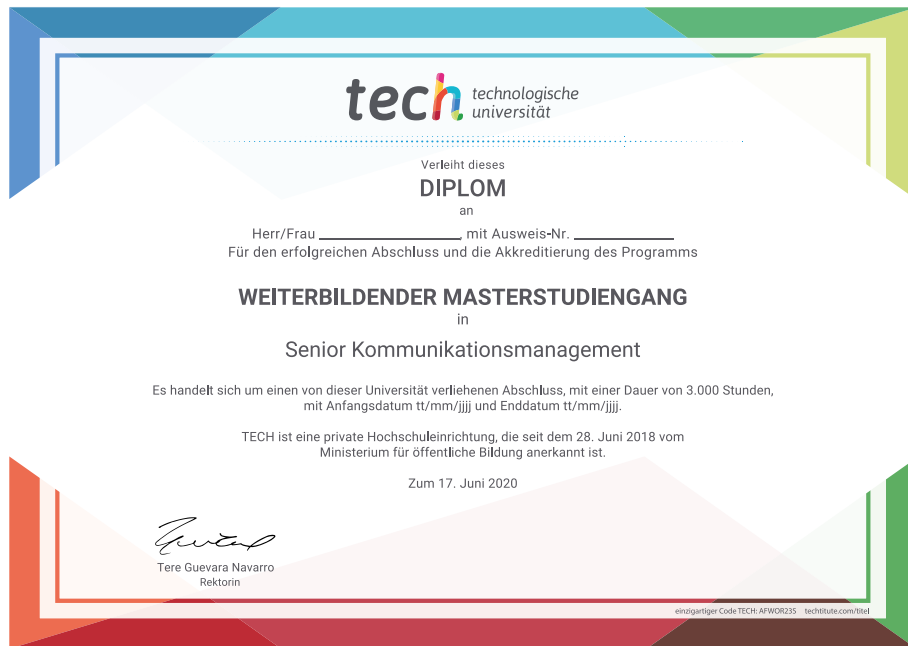 tech technologische
universität
Verleiht dieses
DIPLOM
an
Herr/Frau ____________________, mit Ausweis-Nr. ______________
Für den erfolgreichen Abschluss und die Akkreditierung des Programms
WEITERBILDENDER MASTERSTUDIENGANG
in
Senior Kommunikationsmanagement
Es handelt sich um einen von dieser Universität verliehenen Abschluss, mit einer Dauer von 3.000 Stunden,
mit Anfangsdatum tt/mm/jjjj und Enddatum tt/mm/jjjj.
TECH ist eine private Hochschuleinrichtung, die seit dem 28. Juni 2018 vom
Ministerium für öffentliche Bildung anerkannt ist.
Zum 17. Juni 2020
Tere Guevara Navarro
Rektorin
einzigartiger Code TECH: AFWOR23S techtitute.com/titel